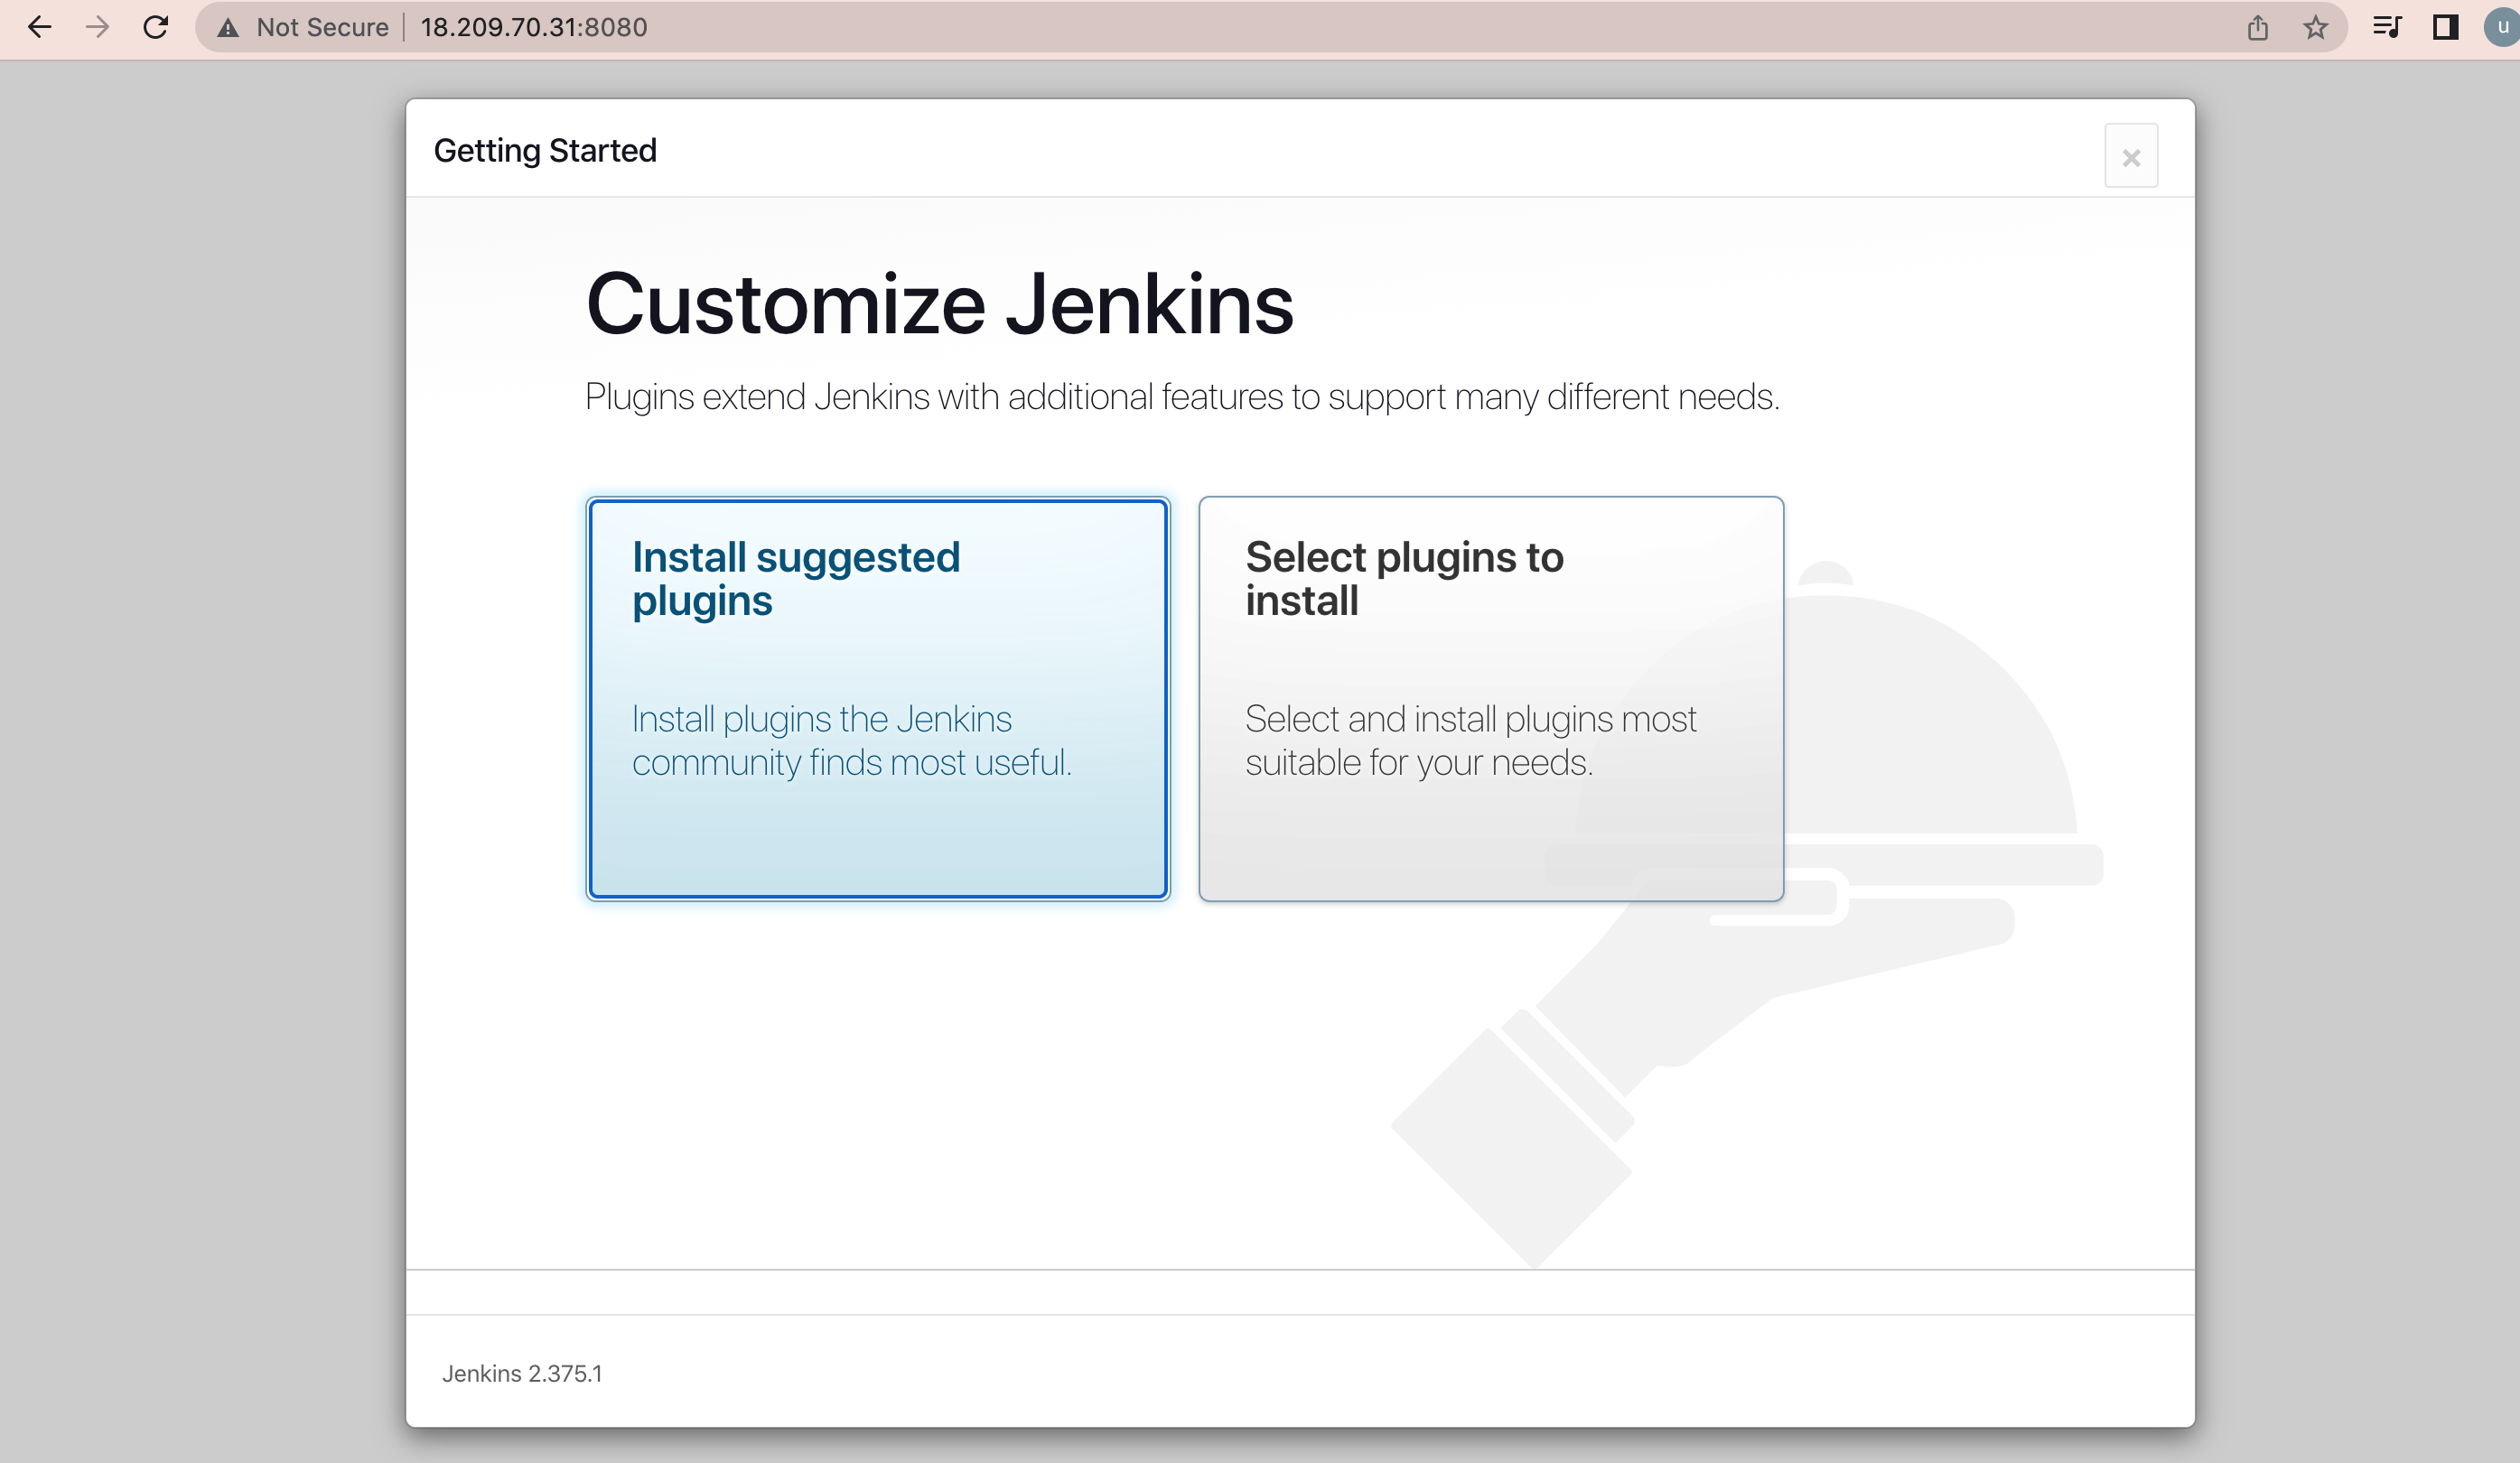 Not Secure 18.209.70.31:8080
u
Getting Started
×
Customize Jenkins
Plugins extend Jenkins with additional features to support many different needs.
Install suggested
plugins
Install plugins the Jenkins
community finds most useful.
Select plugins to
install
Select and install plugins most
suitable for your needs.
Jenkins 2.375.1